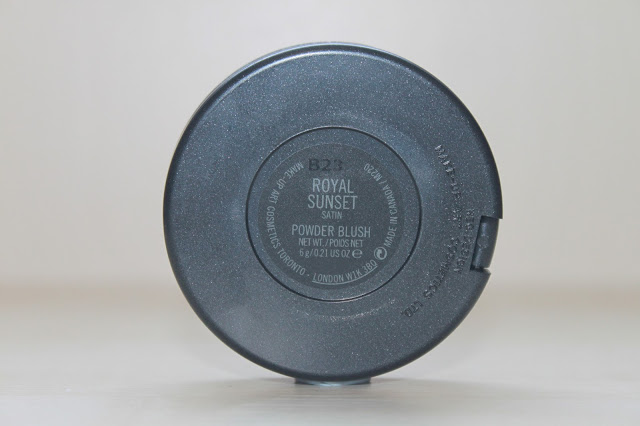 B23
ROYAL
SUNSET
SATIN
POWDER BLUSH
NET WT./POIDS NET
6 g/0.21 US OZ e
MAKE-UP ART COSMETICS TORONTO - LONDON W1K 3BQ
MADE IN CANADA/M220